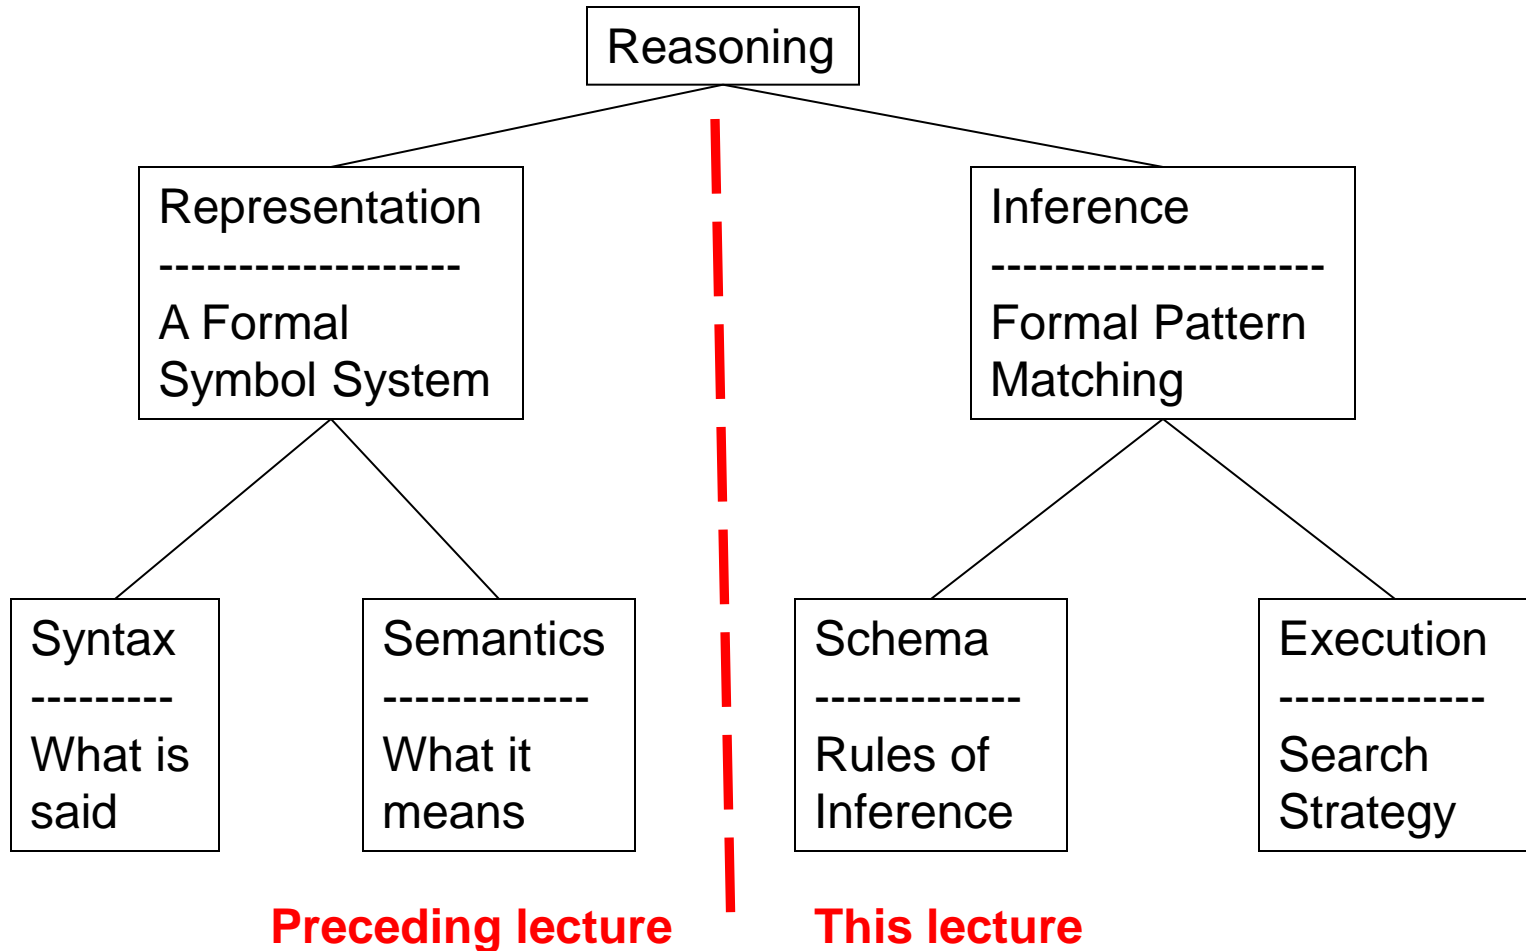 Reasoning
Representation
-------------------
A Formal
Symbol System
Inference
---------------------
Formal Pattern
Matching
Syntax
---------
What is
said
Semantics
-------------
What it
means
Schema
-------------
Rules of
Inference
Execution
-------------
Search
Strategy
Preceding lecture
This lecture